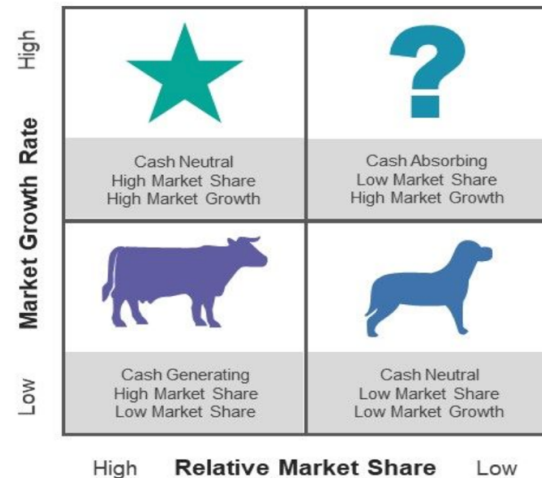 High
Market Growth Rate
Low
?
Cash Neutral
High Market Share
High Market Growth
Cash Absorbing
Low Market Share
High Market Growth
Cash Generating
High Market Share
Low Market Share
Cash Neutral
Low Market Share
Low Market Growth
High Relative Market Share Low